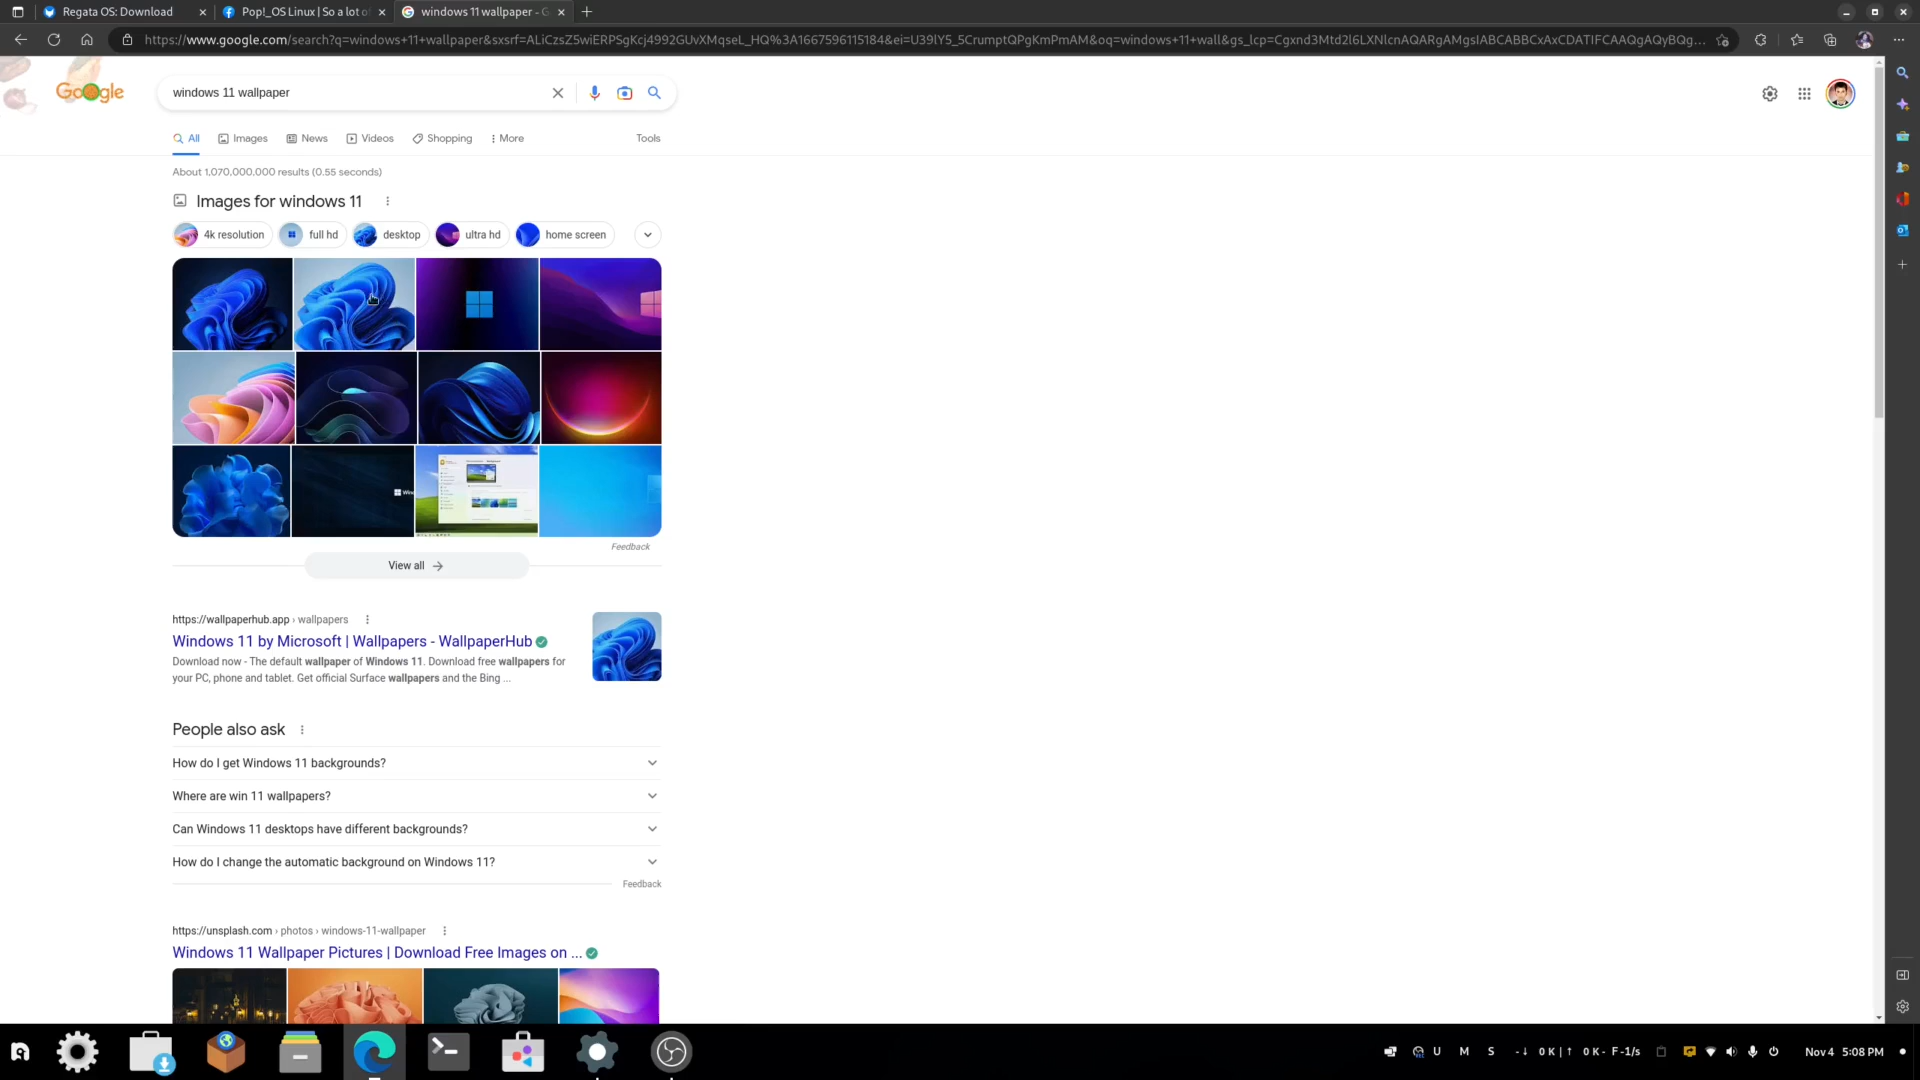 Regata OS: Download
Pop!_OS Linux | So a lot of
windows 11 wallpaper - G
https://www.google.com/search?q=windows+11+wallpaper&sxsrf=ALiCzsZ5wiERPSgKcj4992GUvXMqseL_HQ%3A1667596115184&ei=U39lY5_5CrumptQPgKmPmAM&oq=windows+11+wall&gs_lcp=Cgxnd3Mtd2l6LXNlcnAQARgAMgsIABCABBCxAxCDATIFCAAQgAQyBQg...
Google
windows 11 wallpaper
All
Images
News
Videos
Shopping
More
Tools
About 1,070,000,000 results (0.55 seconds)
Images for windows 11
4k resolution
full hd
desktop
ultra hd
home screen
Feedback
View all
https://wallpaperhub.app › wallpapers
Windows 11 by Microsoft | Wallpapers - WallpaperHub
Download now - The default wallpaper of Windows 11. Download free wallpapers for
your PC, phone and tablet. Get official Surface wallpapers and the Bing ...
People also ask
How do I get Windows 11 backgrounds?
Where are win 11 wallpapers?
Can Windows 11 desktops have different backgrounds?
How do I change the automatic background on Windows 11?
Feedback
https://unsplash.com › photos › windows-11-wallpaper
Windows 11 Wallpaper Pictures | Download Free Images on ...
U M S -↓ 0 K | ↑ 0 K - F -1/s
Nov 4 5:08 PM